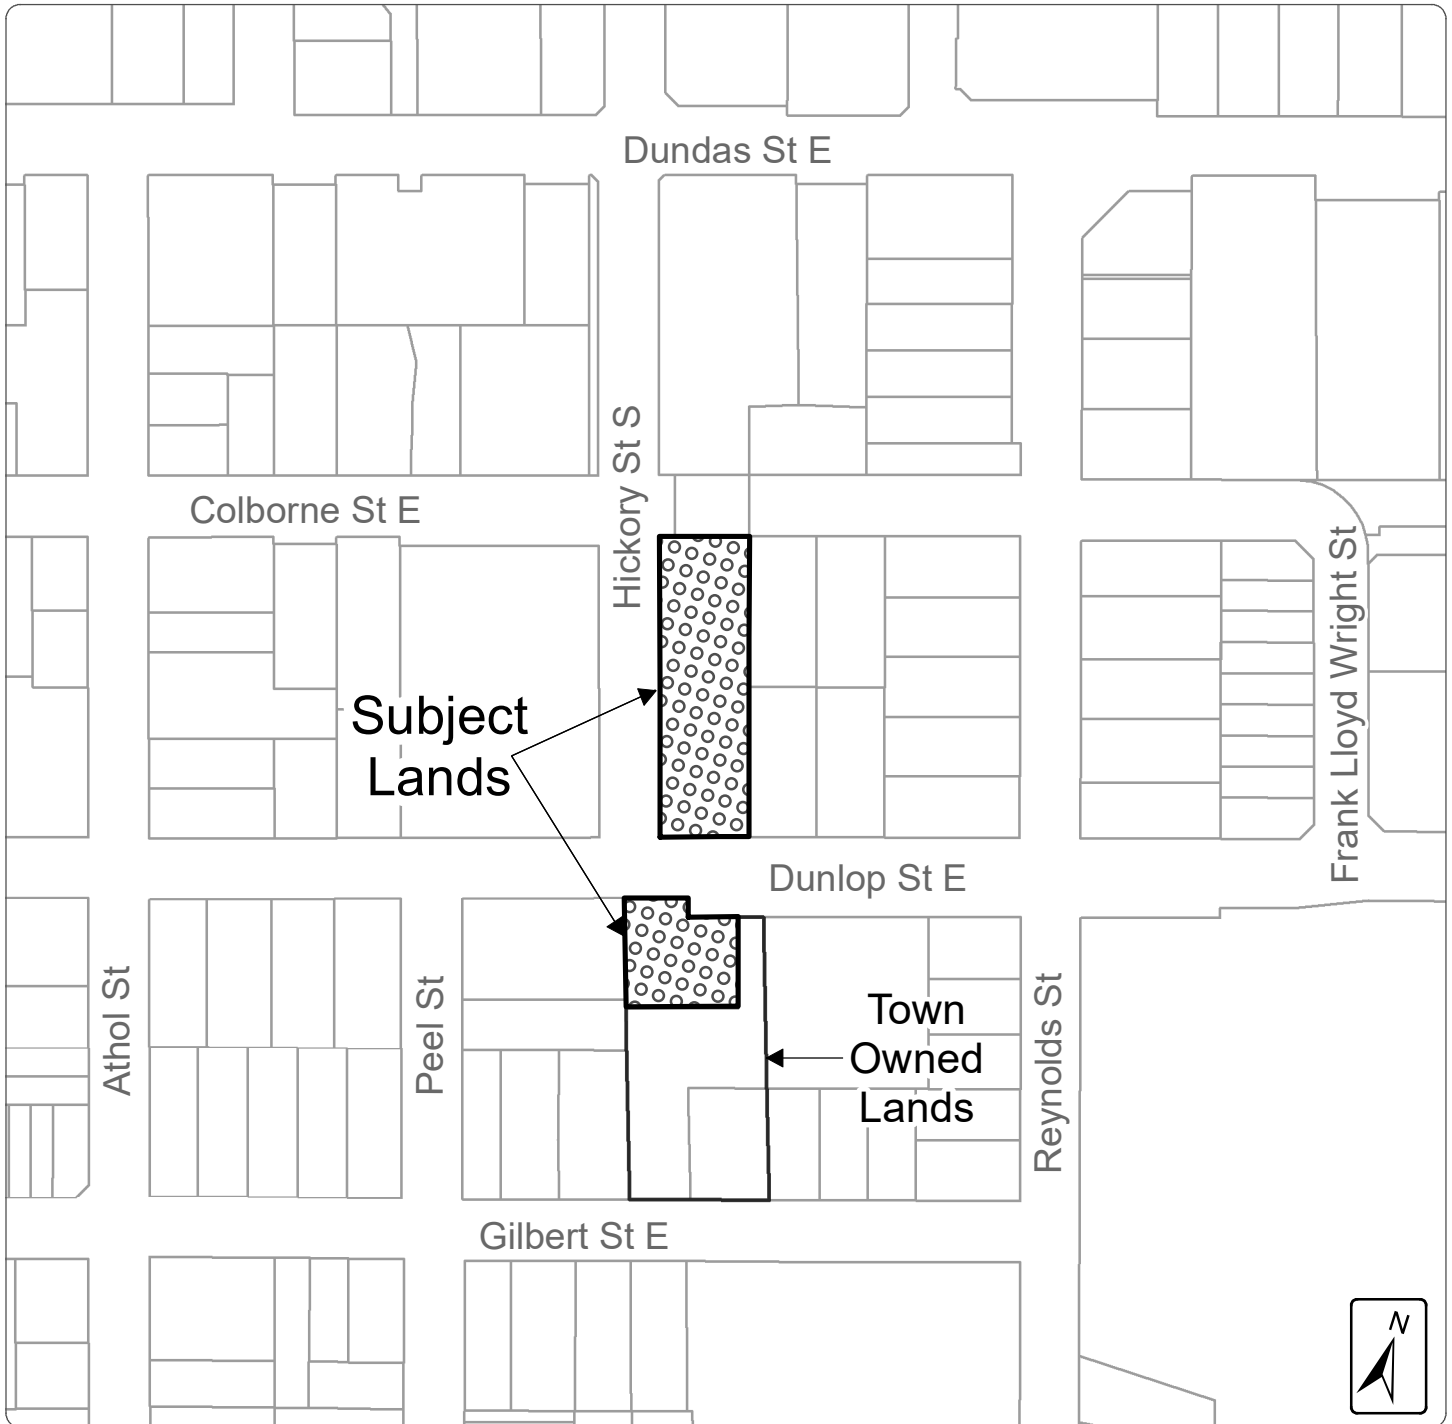 Dundas St E
Hickory St S
Colborne St E
Frank Lloyd Wright St
Subject
Lands
Dunlop St E
Athol St
Peel St
Town
Owned
Lands
Reynolds St
Gilbert St E
N